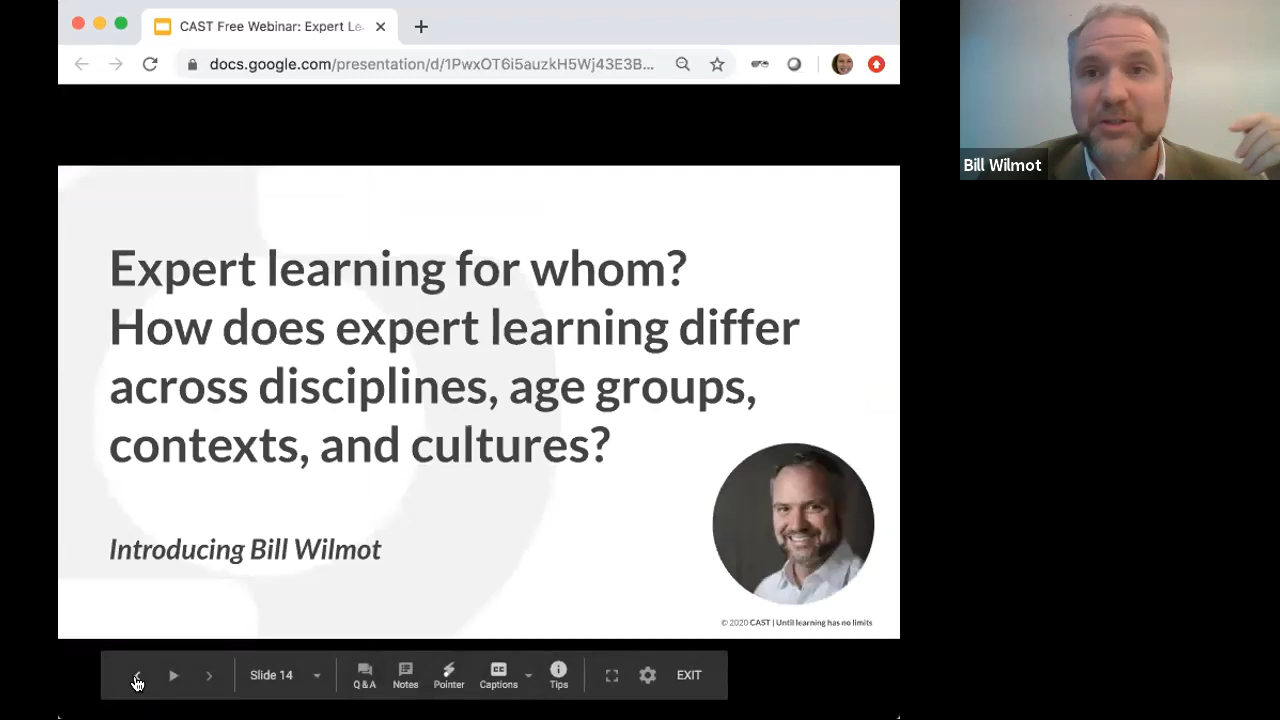 CAST Free Webinar: Expert Le
docs.google.com/presentation/d/1PwxOT6i5auzkH5Wj43E3B...
Bill Wilmot
Expert learning for whom?
How does expert learning differ
across disciplines, age groups,
contexts, and cultures?
Introducing Bill Wilmot
© 2020 CAST | Until learning has no limits
Slide 14
Q&A
Notes
Pointer
CC
Captions
Tips
EXIT